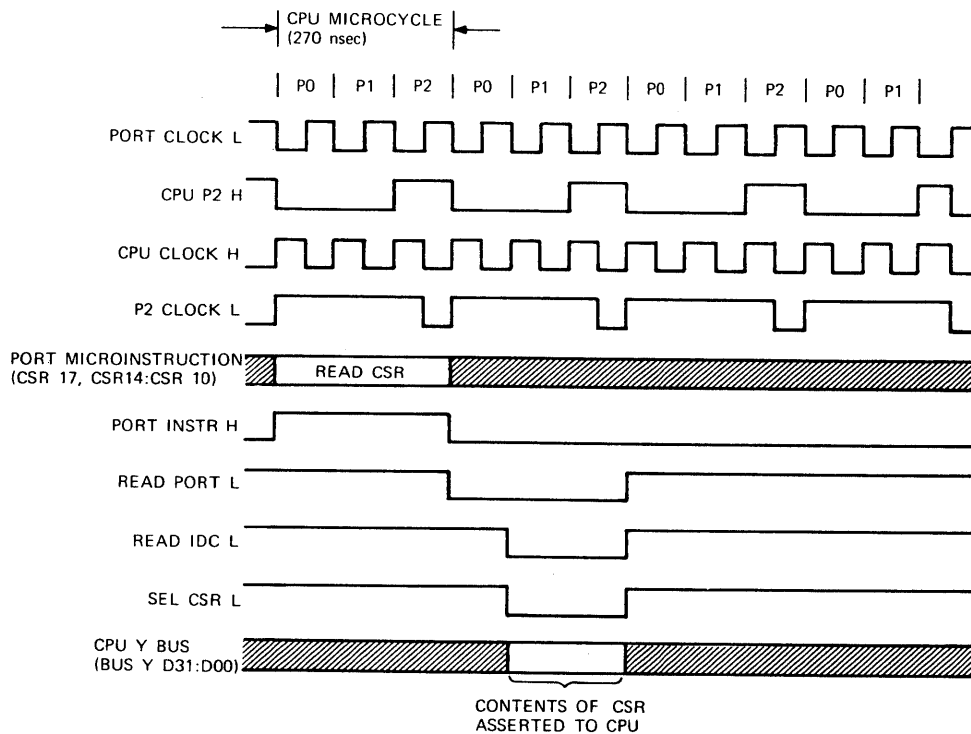 CPU MICROCYCLE
(270 nsec)
P0 P1 P2 P0 P1 P2 P0 P1 P2 P0 P1
PORT CLOCK L
CPU P2 H
CPU CLOCK H
P2 CLOCK L
PORT MICROINSTRUCTION
(CSR 17, CSR14:CSR 10)
READ CSR
PORT INSTR H
READ PORT L
READ IDC L
SEL CSR L
CPU Y BUS
(BUS Y D31:D00)
CONTENTS OF CSR
ASSERTED TO CPU